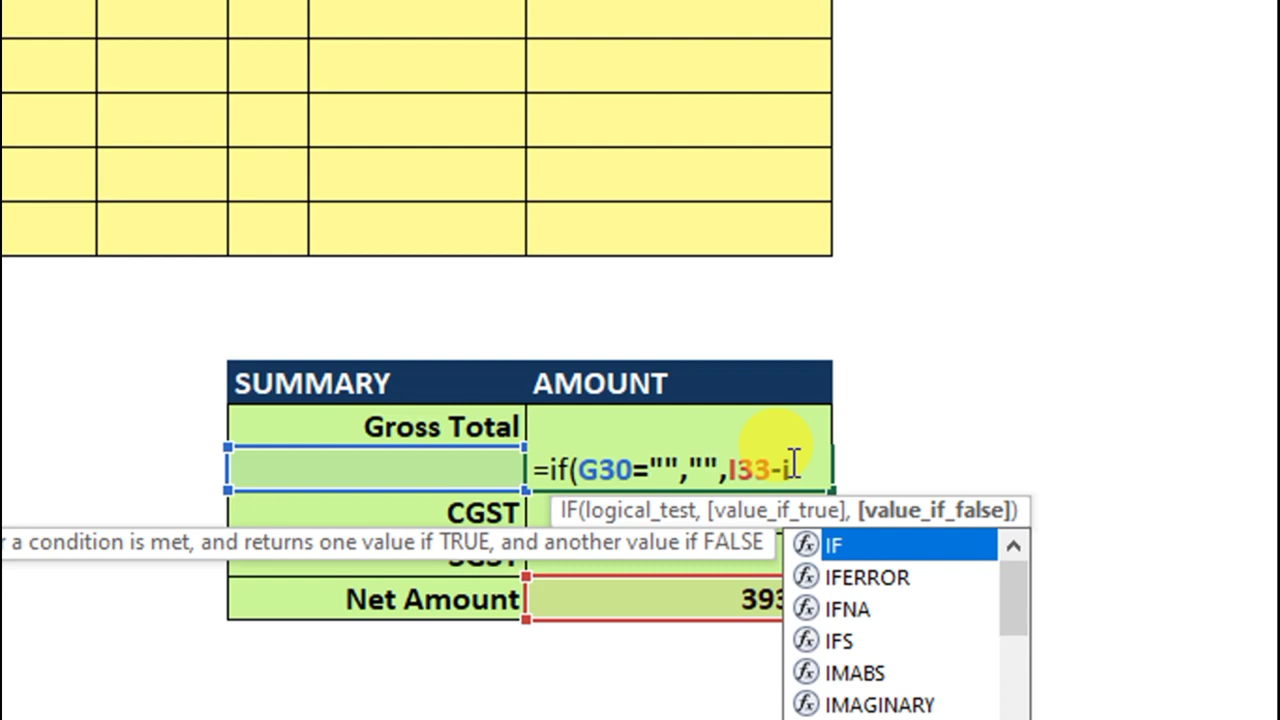 SUMMARY AMOUNT
Gross Total
=if(G30="","",I33-i
CGST
IF(logical_test, [value_if_true], [value_if_false])
r a condition is met, and returns one value if TRUE, and another value if FALSE
SGST
Net Amount 393
IF
IFERROR
IFNA
IFS
IMABS
IMAGINARY